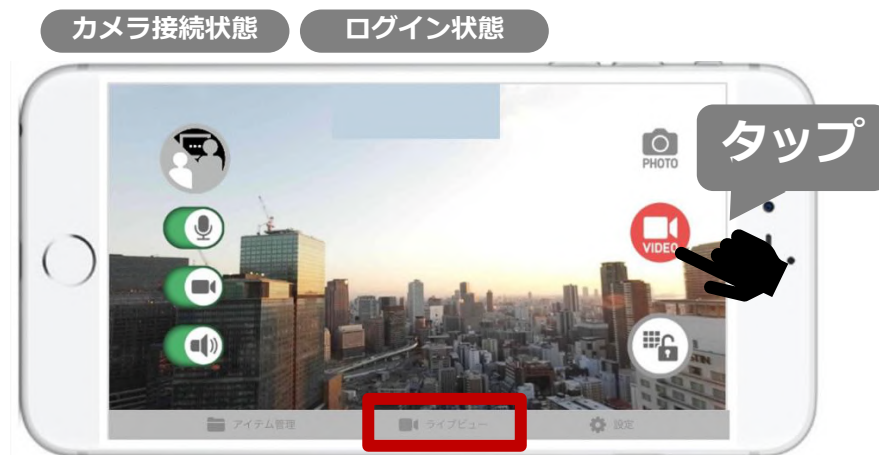 カメラ接続状態
ログイン状態
タップ
PHOTO
VIDEO
アイテム管理
ライブビュー
設定